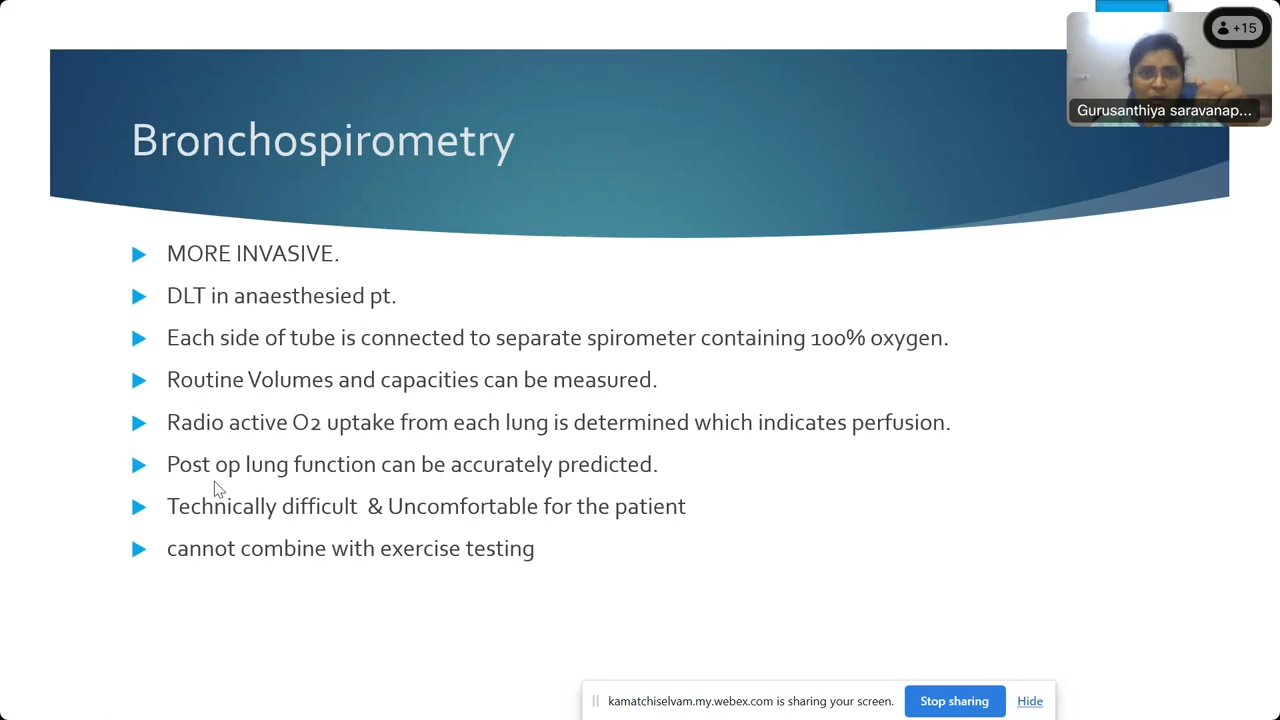 +15
Gurusanthiya saravanap...
Bronchospirometry
MORE INVASIVE.
DLT in anaesthesied pt.
Each side of tube is connected to separate spirometer containing 100% oxygen.
Routine Volumes and capacities can be measured.
Radio active O2 uptake from each lung is determined which indicates perfusion.
Post op lung function can be accurately predicted.
Technically difficult & Uncomfortable for the patient
cannot combine with exercise testing
kamatchiselvam.my.webex.com is sharing your screen. Stop sharing Hide